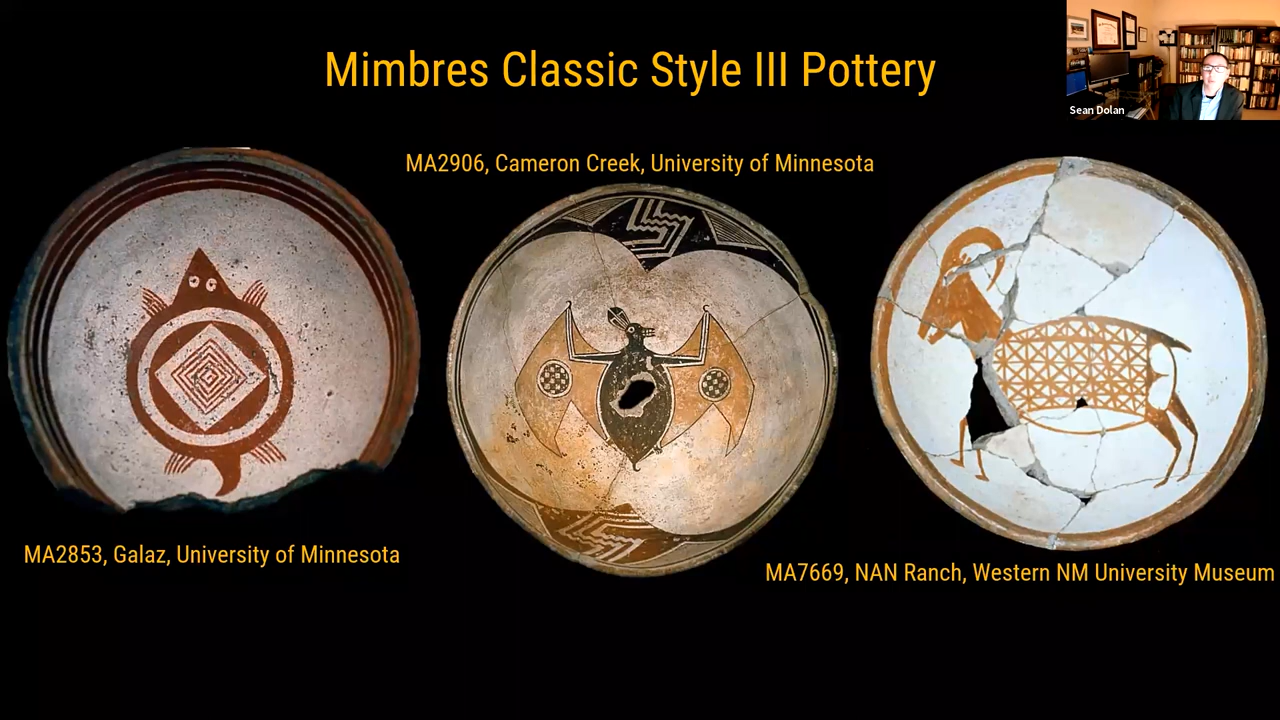 Mimbres Classic Style III Pottery
Sean Dolan
MA2906, Cameron Creek, University of Minnesota
MA2853, Galaz, University of Minnesota
MA7669, NAN Ranch, Western NM University Museum